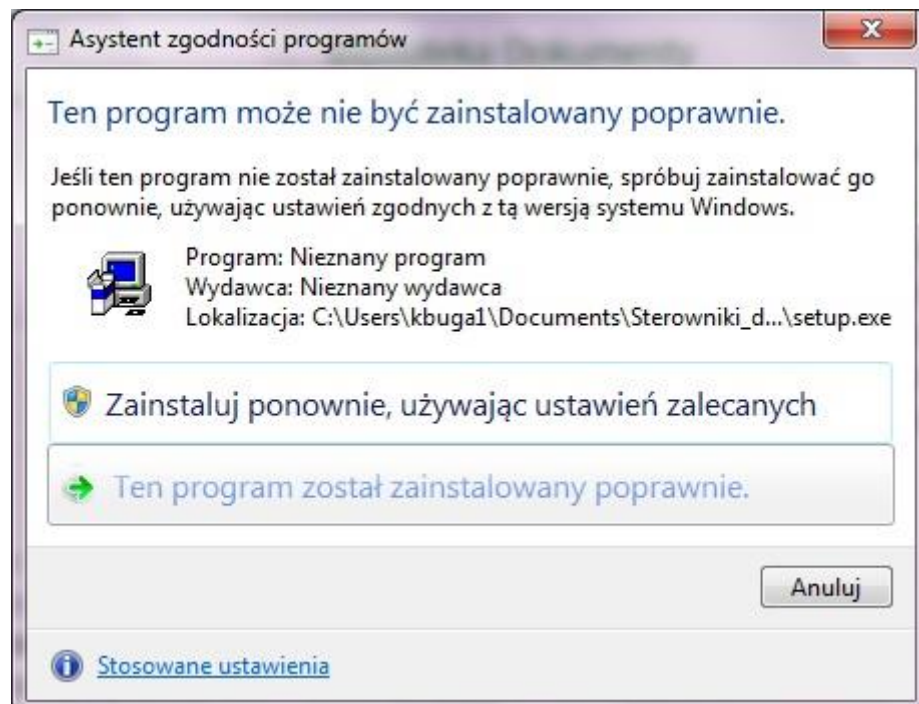 Asystent zgodności programów
Ten program może nie być zainstalowany poprawnie.
Jeśli ten program nie został zainstalowany poprawnie, spróbuj zainstalować go
ponownie, używając ustawień zgodnych z tą wersją systemu Windows.
Program: Nieznany program
Wydawca: Nieznany wydawca
Lokalizacja: C:\Users\kbuga1\Documents\Sterowniki_d...\setup.exe
Zainstaluj ponownie, używając ustawień zalecanych
Ten program został zainstalowany poprawnie.
Anuluj
Stosowane ustawienia